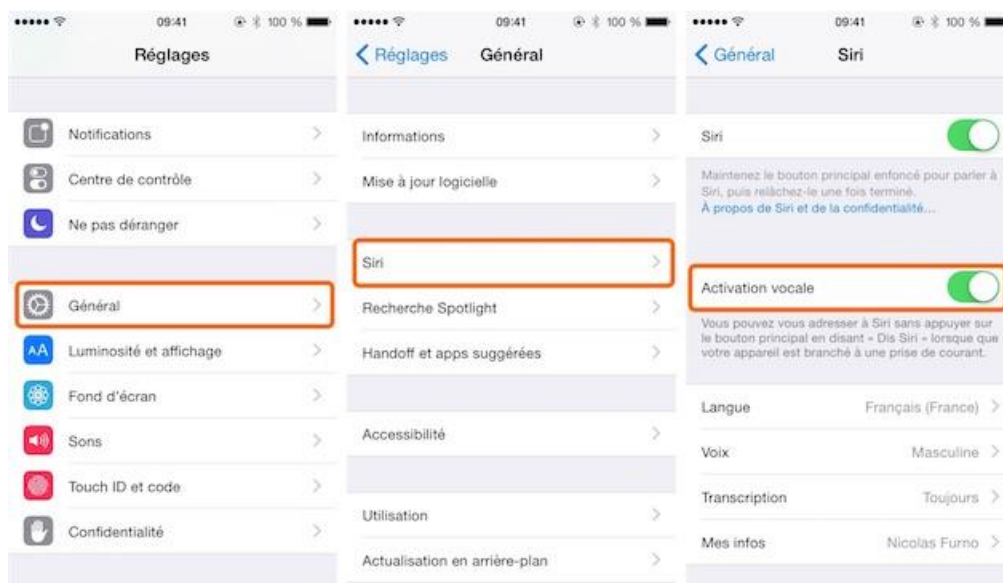 09:41
100 %
Réglages
Notifications
Centre de contrôle
Ne pas déranger
Général
AA Luminosité et affichage
Fond d'écran
Sons
Touch ID et code
Confidentialité
09:41
100 %
Réglages
Général
Informations
Mise à jour logicielle
Siri
Recherche Spotlight
Handoff et apps suggérées
Accessibilité
Utilisation
Actualisation en arrière-plan
09:41
100 %
Général
Siri
Siri
Maintenez le bouton principal enfoncé pour parler à
Siri, puis relâchez-le une fois terminé.
À propos de Siri et de la confidentialité…
Activation vocale
Vous pouvez vous adresser à Siri sans appuyer sur
le bouton principal en disant « Dis Siri » lorsque que
votre appareil est branché à une prise de courant.
Langue Français (France)
Voix Masculine
Transcription Toujours
Mes infos Nicolas Furno